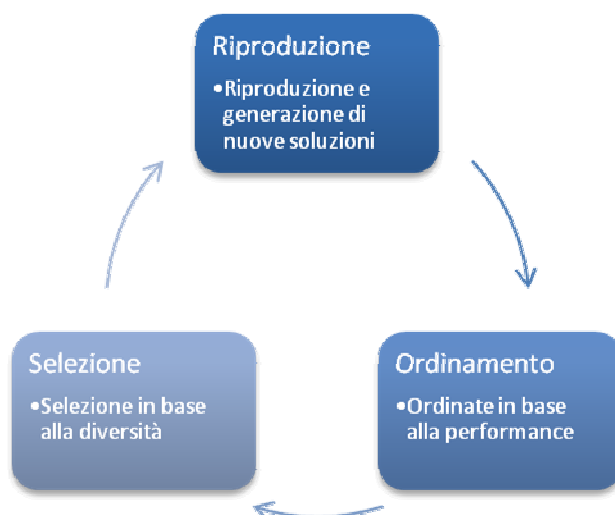 Riproduzione
•Riproduzione e
generazione di
nuove soluzioni
Selezione
•Selezione in base
alla diversità
Ordinamento
•Ordinate in base
alla performance